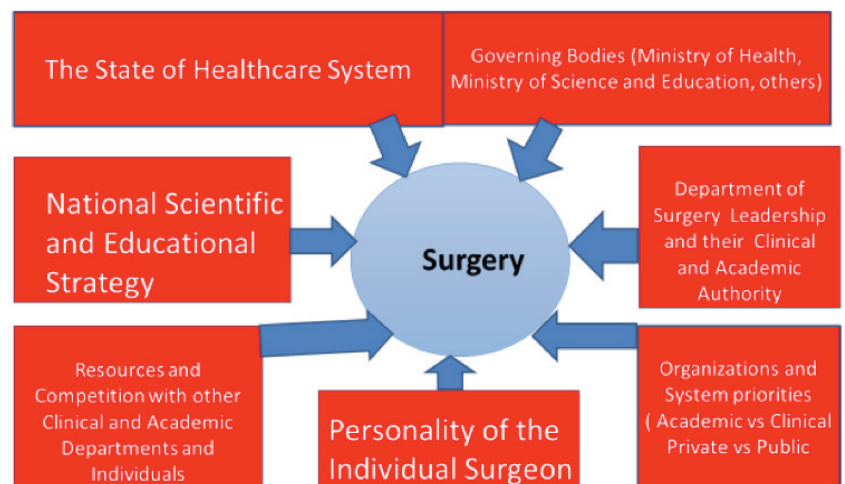 The State of Healthcare System
Governing Bodies (Ministry of Health,
Ministry of Science and Education, others)
National Scientific
and Educational
Strategy
Surgery
Department of
Surgery Leadership
and their Clinical
and Academic
Authority
Resources and
Competition with other
Clinical and Academic
Departments and
Individuals
Personality of the
Individual Surgeon
Organizations and
System priorities
( Academic vs Clinical
Private vs Public